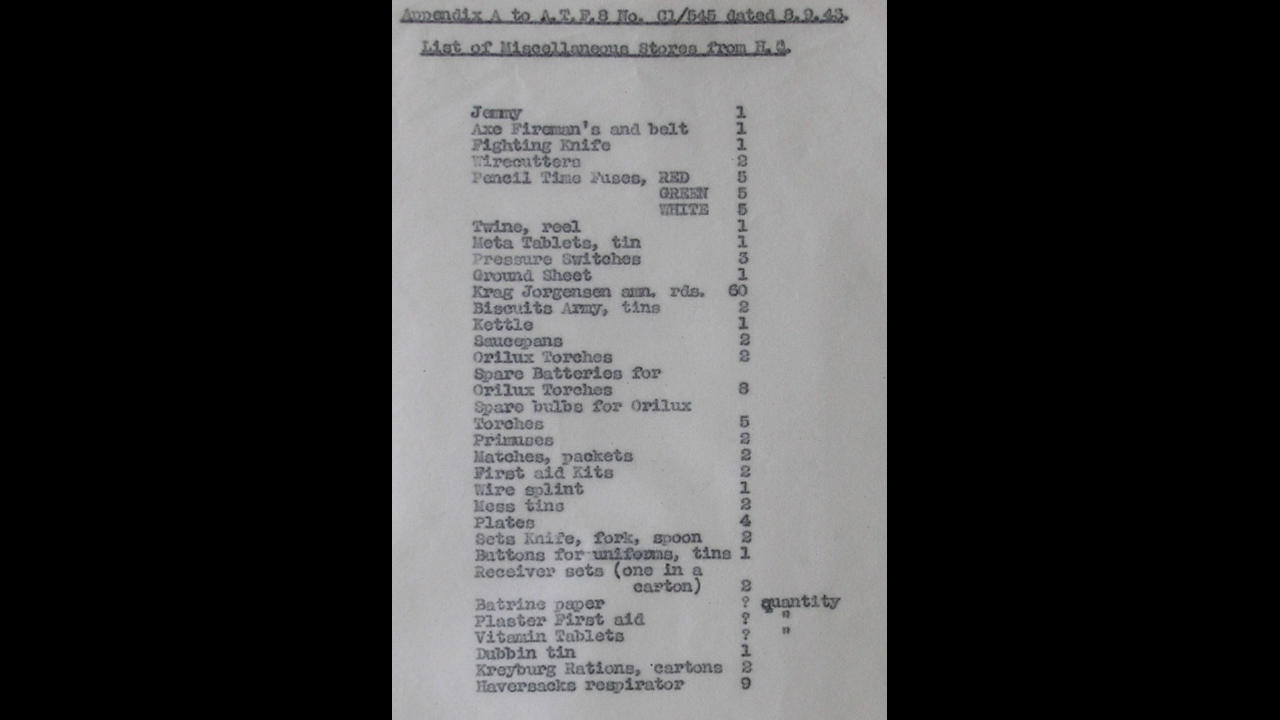 Appendix A to A.T.F.8 No. C1/545 dated 8.9.43.
List of Miscellaneous Stores from H.Q.
Jemmy 1
Axe Fireman's and belt 1
Fighting Knife 1
Wirecutters 2
Pencil Time Fuses, RED 5
GREEN 5
WHITE 5
Twine, reel 1
Meta Tablets, tin 1
Pressure Switches 3
Ground Sheet 1
Krag Jorgensen amn. rds. 60
Biscuits Army, tins 2
Kettle 1
Saucepans 2
Orilux Torches 2
Spare Batteries for
Orilux Torches 8
Spare bulbs for Orilux
Torches 5
Primuses 2
Matches, packets 2
First aid Kits 2
Wire splint 1
Mess tins 2
Plates 4
Sets Knife, fork, spoon 2
Buttons for uniforms, tins 1
Receiver sets (one in a
carton) 2
Batrine paper ? quantity
Plaster First aid ? "
Vitamin Tablets ? "
Dubbin tin 1
Kreyburg Rations, cartons 2
Haversacks respirator 9